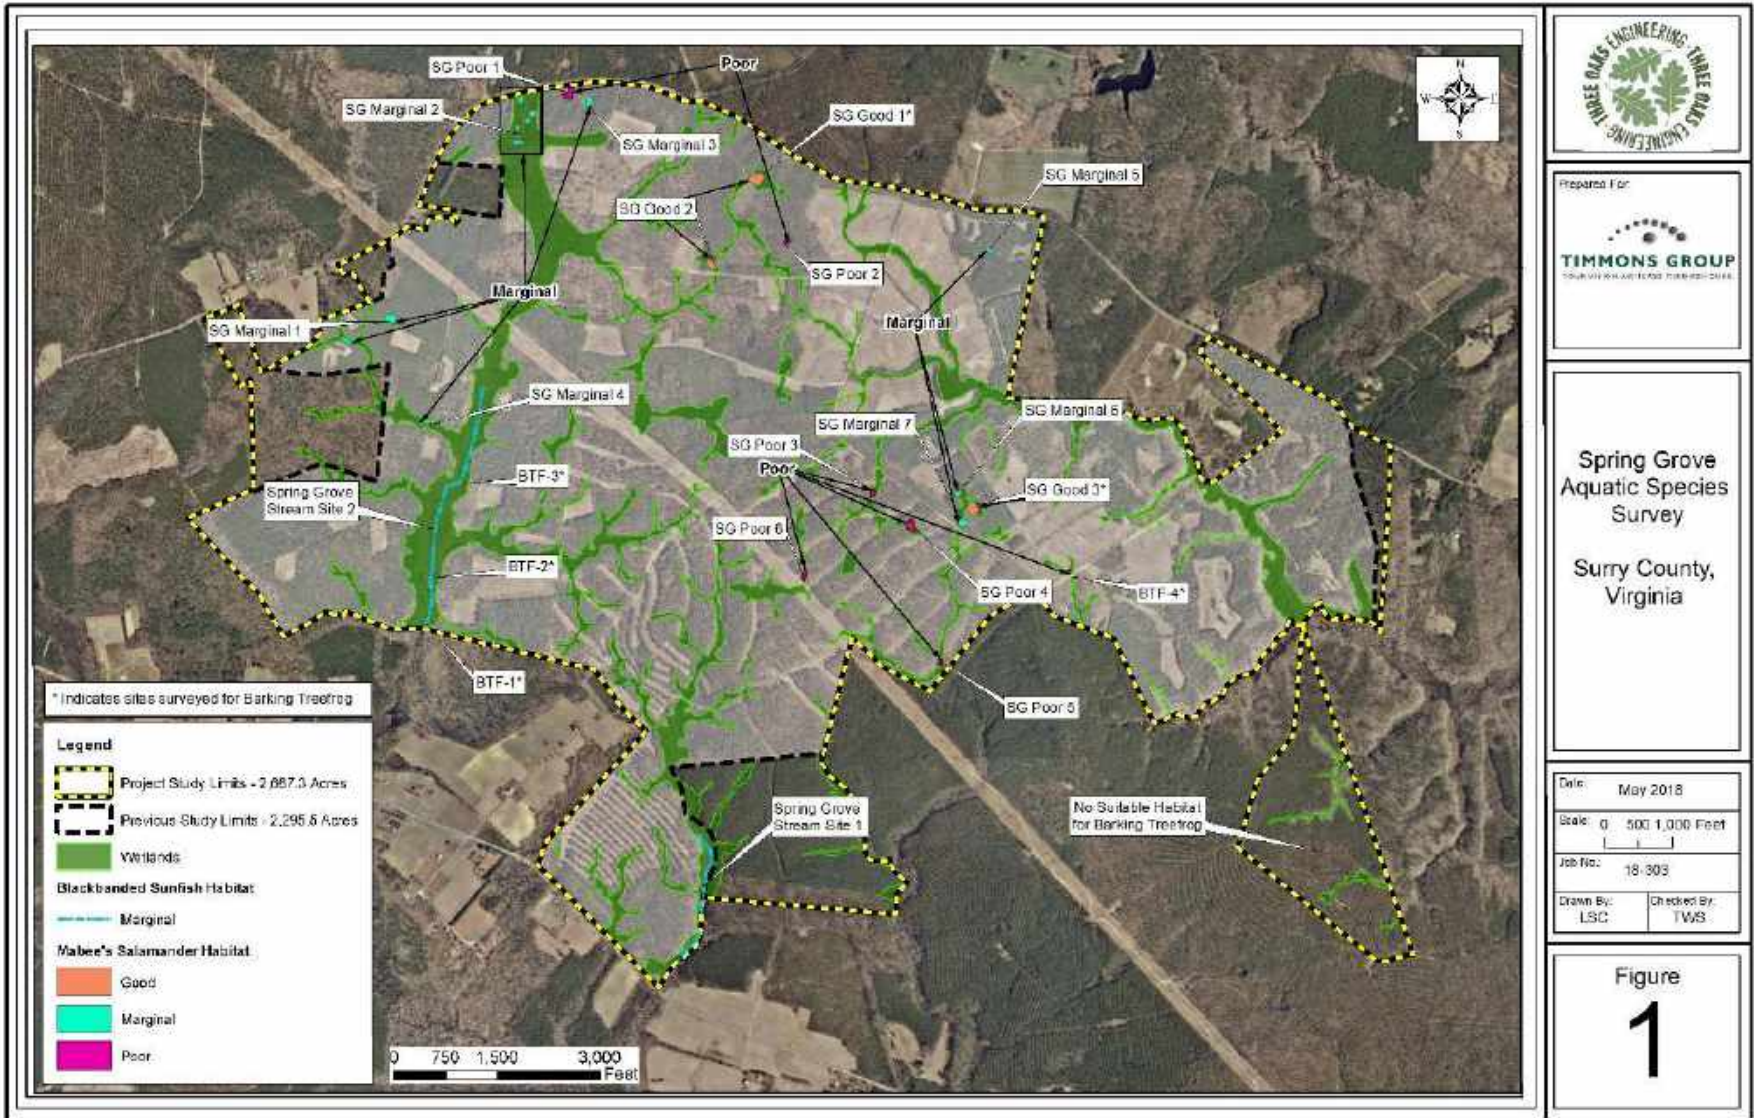 SG Poor 1
Poor
SG Marginal 2
SG Good 1*
SG Marginal 3
SG Marginal 5
SG Good 2
SG Poor 2
Marginal
SG Marginal 1
Marginal
SG Marginal 4
SG Marginal 6
SG Marginal 7
SG Poor 3
Poor
BTF-3*
SG Good 3*
Spring Grove
Stream Site 2
SG Poor 6
BTF-2*
SG Poor 4
BTF-4*
BTF-1*
SG Poor 5
Spring Grove
Stream Site 1
No Suitable Habitat
for Barking Treefrog
N
W
E
S
* Indicates sites surveyed for Barking Treefrog
Legend
Project Study Limits - 2,667.3 Acres
Previous Study Limits - 2,295.5 Acres
Wetlands
Blackbanded Sunfish Habitat
Marginal
Mabee's Salamander Habitat
Good
Marginal
Poor
0 750 1,500 3,000
Feet
THREE OAKS ENGINEERING THREE OAKS ENGINEERING
Prepared For:
TIMMONS GROUP
Spring Grove
Aquatic Species
Survey
Surry County,
Virginia
Date: May 2018
Scale: 0 500 1,000 Feet
Job No.: 18-303
Drawn By: LSC
Checked By: TWS
Figure
1